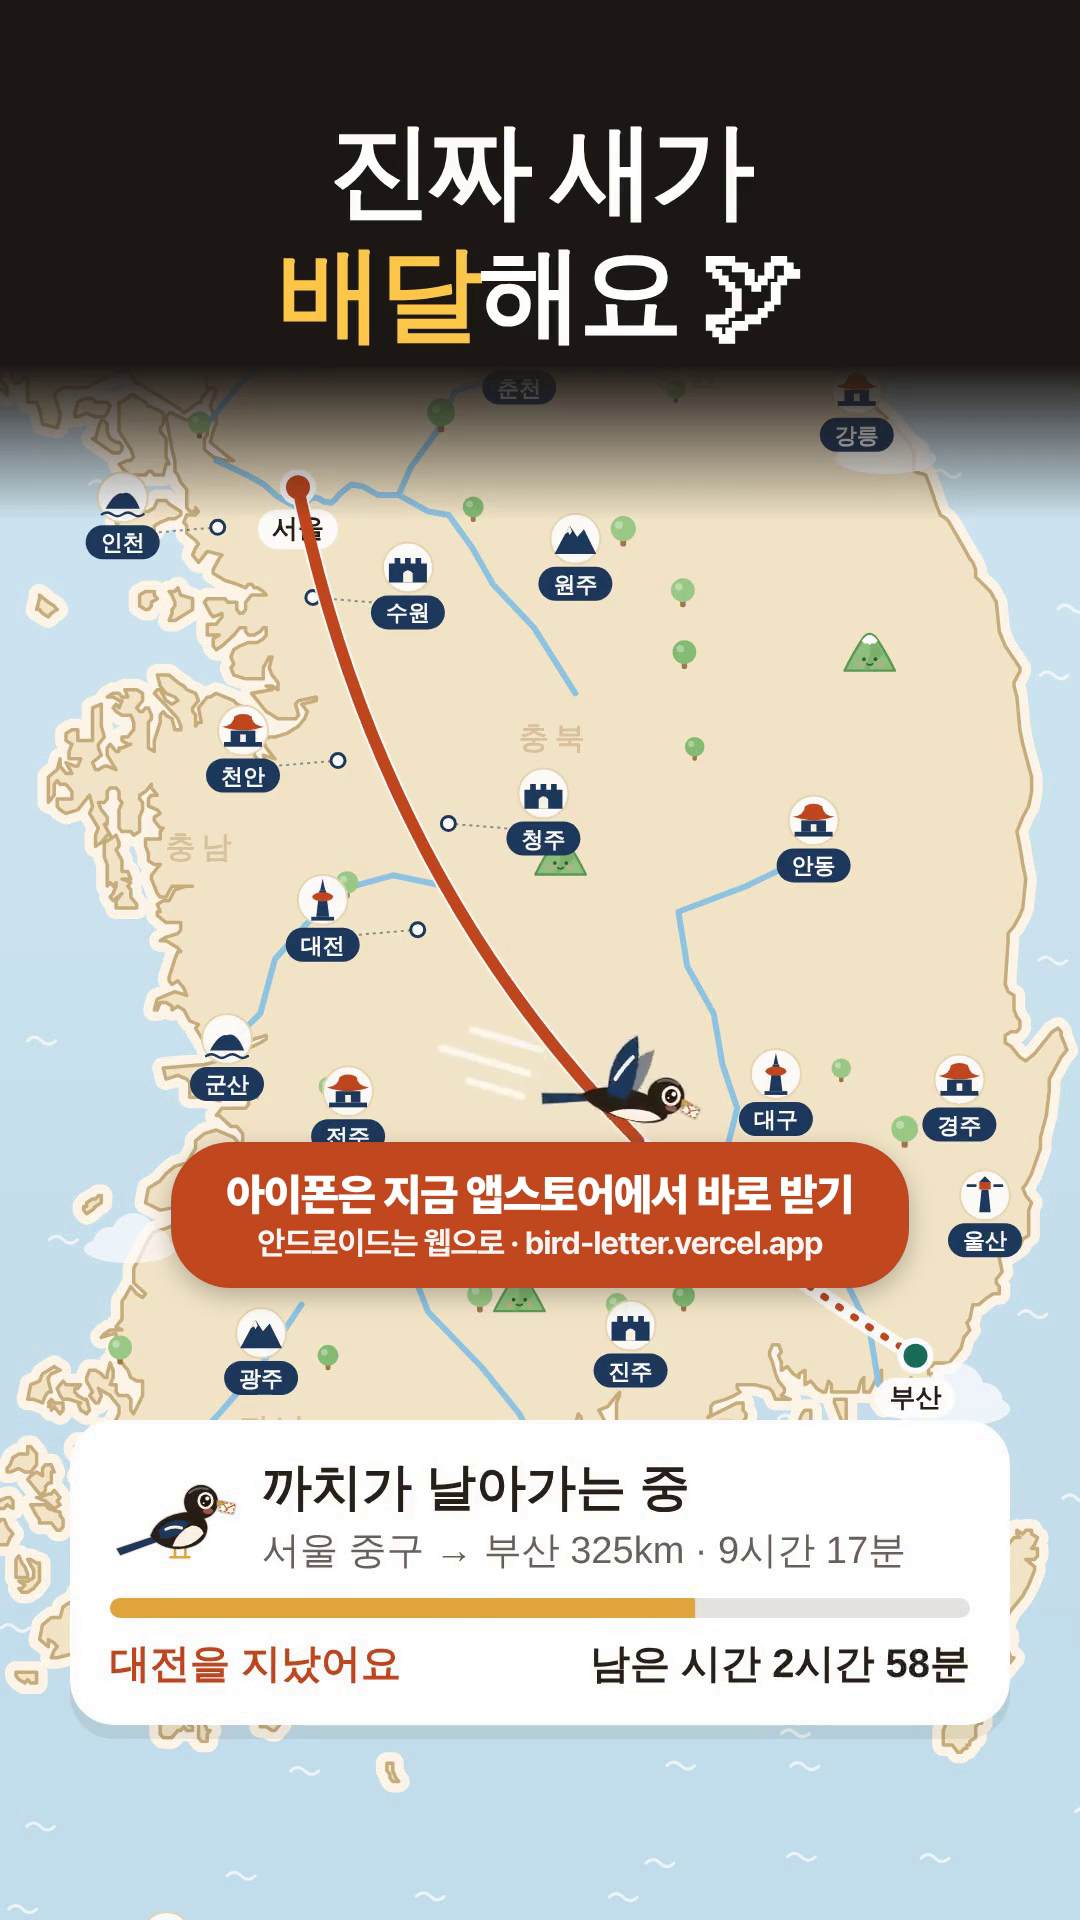 진짜 새가
배달해요 🕊
춘천
강릉
인천
서울
수원
원주
충북
천안
청주
충남
안동
대전
군산
전주
대구
경주
아이폰은 지금 앱스토어에서 바로 받기
안드로이드는 웹으로 · bird-letter.vercel.app
울산
광주
진주
부산
까치가 날아가는 중
서울 중구 → 부산 325km · 9시간 17분
대전을 지났어요
남은 시간 2시간 58분